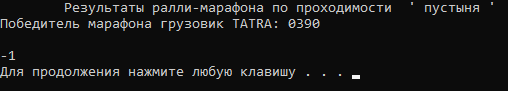 Результаты ралли-марафона по проходимости ' пустыня '
Победитель марафона грузовик TATRA: 0390
-1
Для продолжения нажмите любую клавишу . . .